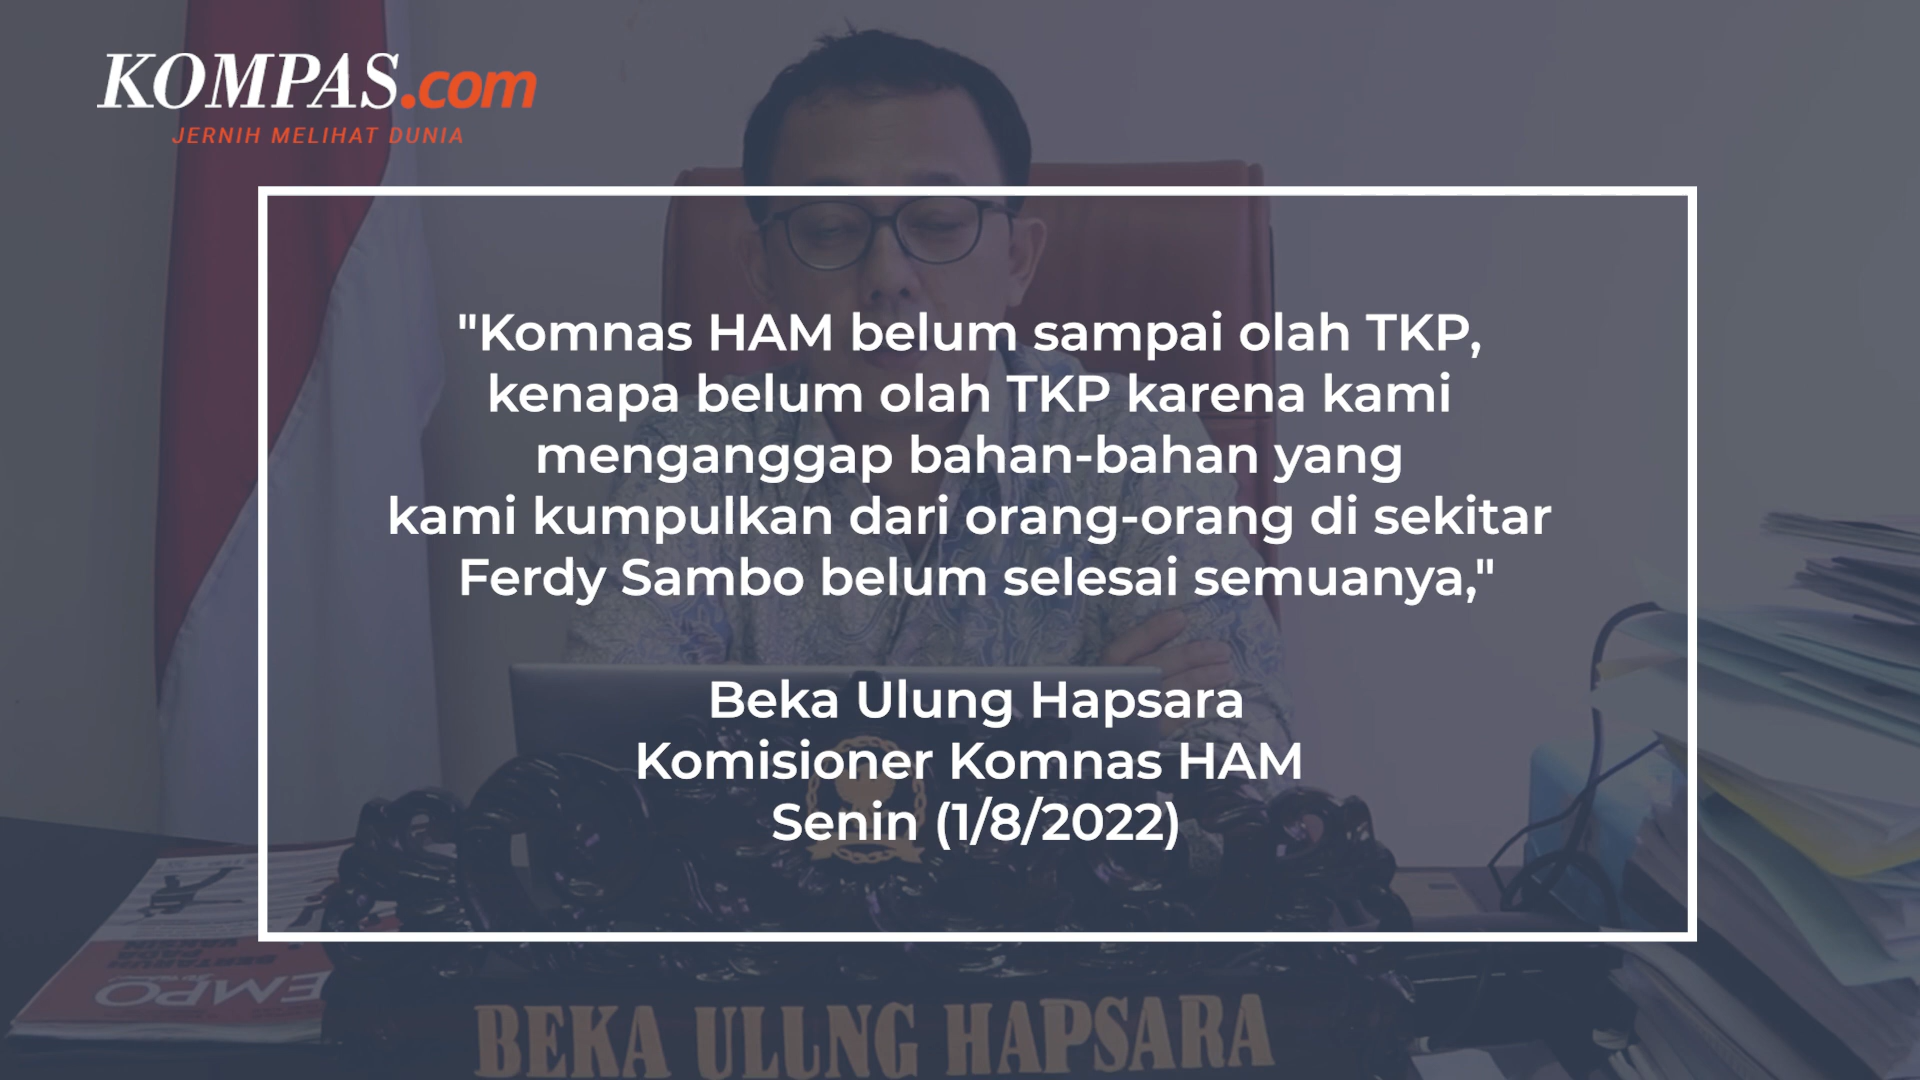 KOMPAS.com
JERNIH MELIHAT DUNIA
"Komnas HAM belum sampai olah TKP,
kenapa belum olah TKP karena kami
menganggap bahan-bahan yang
kami kumpulkan dari orang-orang di sekitar
Ferdy Sambo belum selesai semuanya,"
Beka Ulung Hapsara
Komisioner Komnas HAM
Senin (1/8/2022)
EMPO
BEKA ULUNG HAPSARA